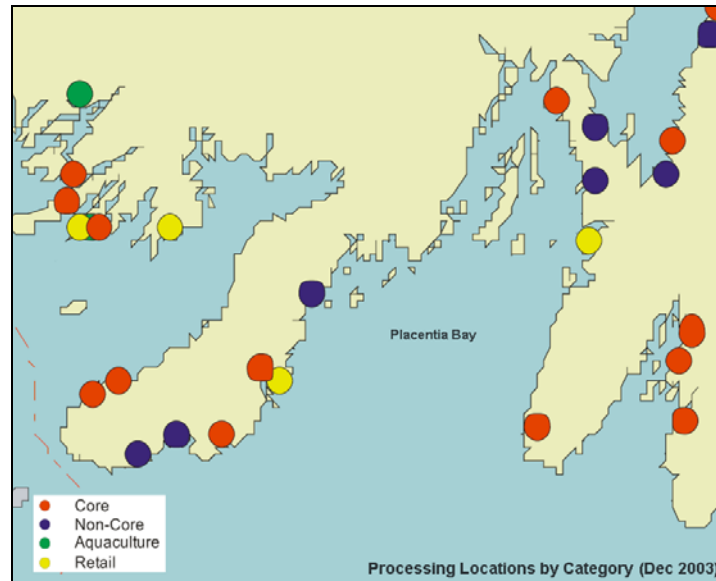 Placentia Bay
Core
Non-Core
Aquaculture
Retail
Processing Locations by Category (Dec 2003)